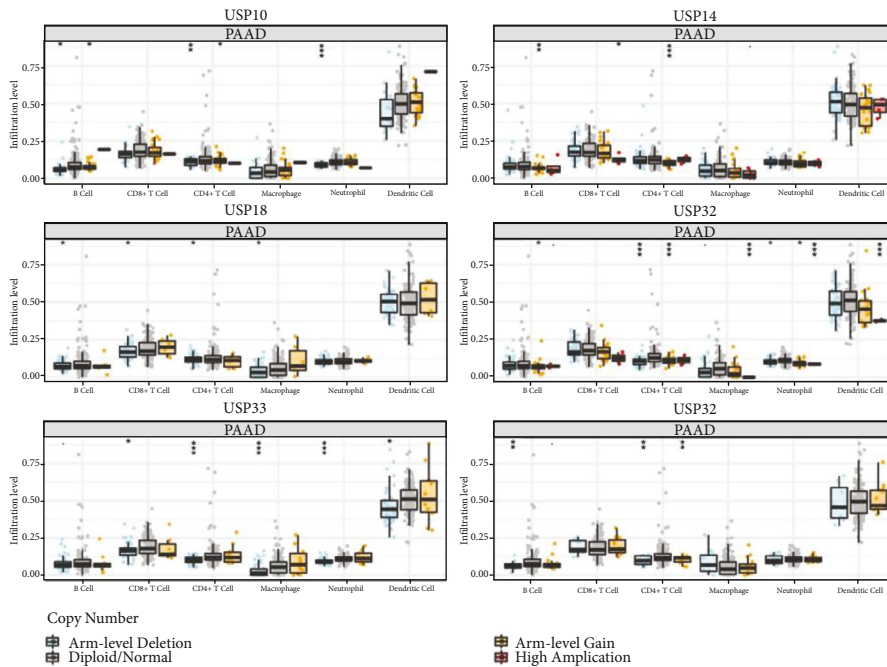 USP10
PAAD
Infiltration level
0.75
0.50
0.25
0.00
* * ** * ***
B Cell CD8+ T Cell CD4+ T Cell Macrophage Neutrophil Dendritic Cell
USP14
PAAD
Infiltration level
0.75
0.50
0.25
0.00
** * *** .
B Cell CD8+ T Cell CD4+ T Cell Macrophage Neutrophil Dendritic Cell
USP18
PAAD
Infiltration level
0.75
0.50
0.25
0.00
* * * *
B Cell CD8+ T Cell CD4+ T Cell Macrophage Neutrophil Dendritic Cell
USP32
PAAD
Infiltration level
0.75
0.50
0.25
0.00
* . *** *** . *** * * *** . ***
B Cell CD8+ T Cell CD4+ T Cell Macrophage Neutrophil Dendritic Cell
USP33
PAAD
Infiltration level
0.75
0.50
0.25
0.00
. * *** *** *** *
B Cell CD8+ T Cell CD4+ T Cell Macrophage Neutrophil Dendritic Cell
USP32
PAAD
Infiltration level
0.75
0.50
0.25
0.00
** . ** **
B Cell CD8+ T Cell CD4+ T Cell Macrophage Neutrophil Dendritic Cell
Copy Number
Arm-level Deletion
Diploid/Normal
Arm-level Gain
High Amplication